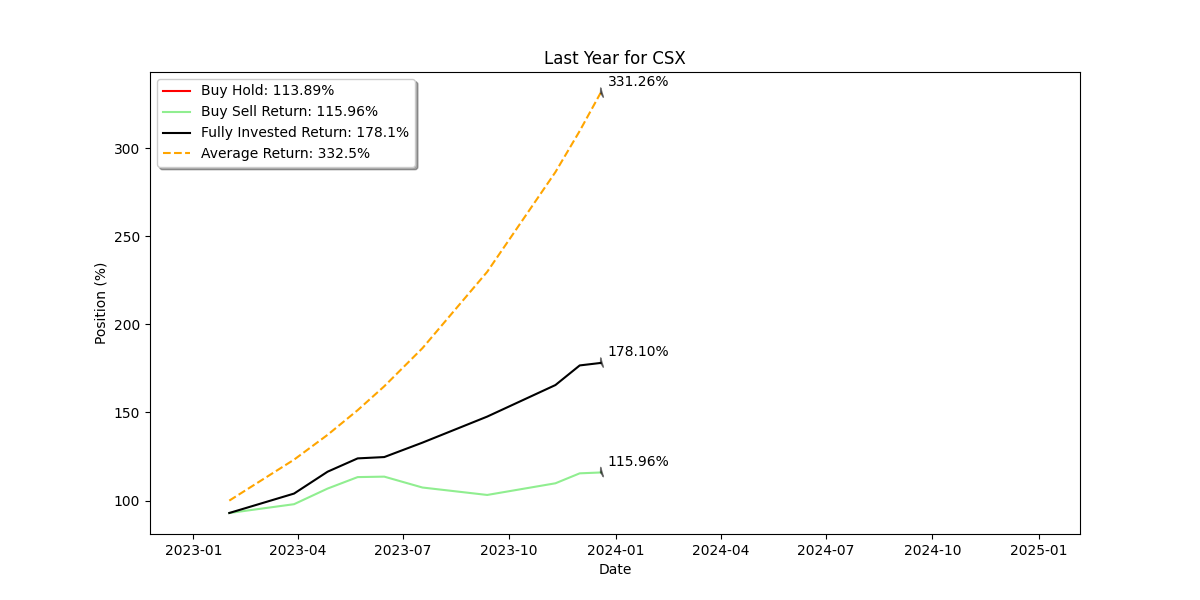 Last Year for CSX
Buy Hold: 113.89%
Buy Sell Return: 115.96%
Fully Invested Return: 178.1%
Average Return: 332.5%
331.26%
178.10%
115.96%
Position (%)
300
250
200
150
100
2023-01
2023-04
2023-07
2023-10
2024-01
2024-04
2024-07
2024-10
2025-01
Date